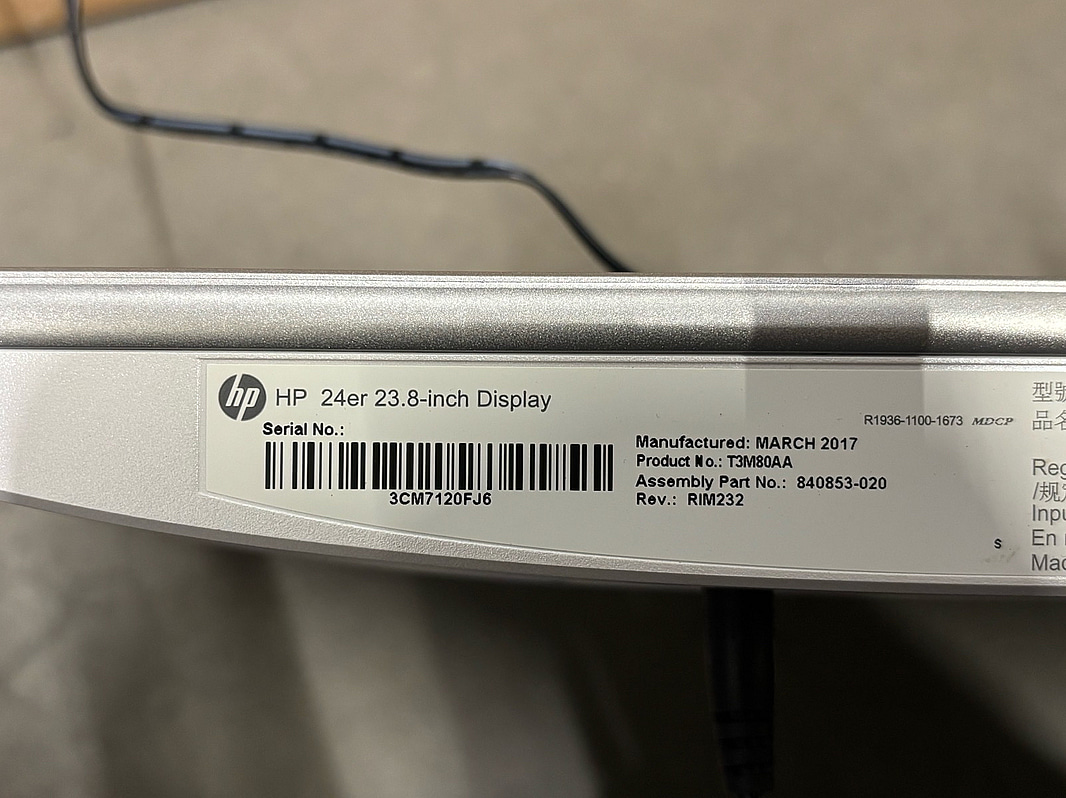 hp HP 24er 23.8-inch Display
Serial No.:
3CM7120FJ6
R1936-1100-1673 MDCP
Manufactured: MARCH 2017
Product No.: T3M80AA
Assembly Part No.: 840853-020
Rev.: RIM232
S
型號
品名
Reg
/规
Inpu
En
Mad